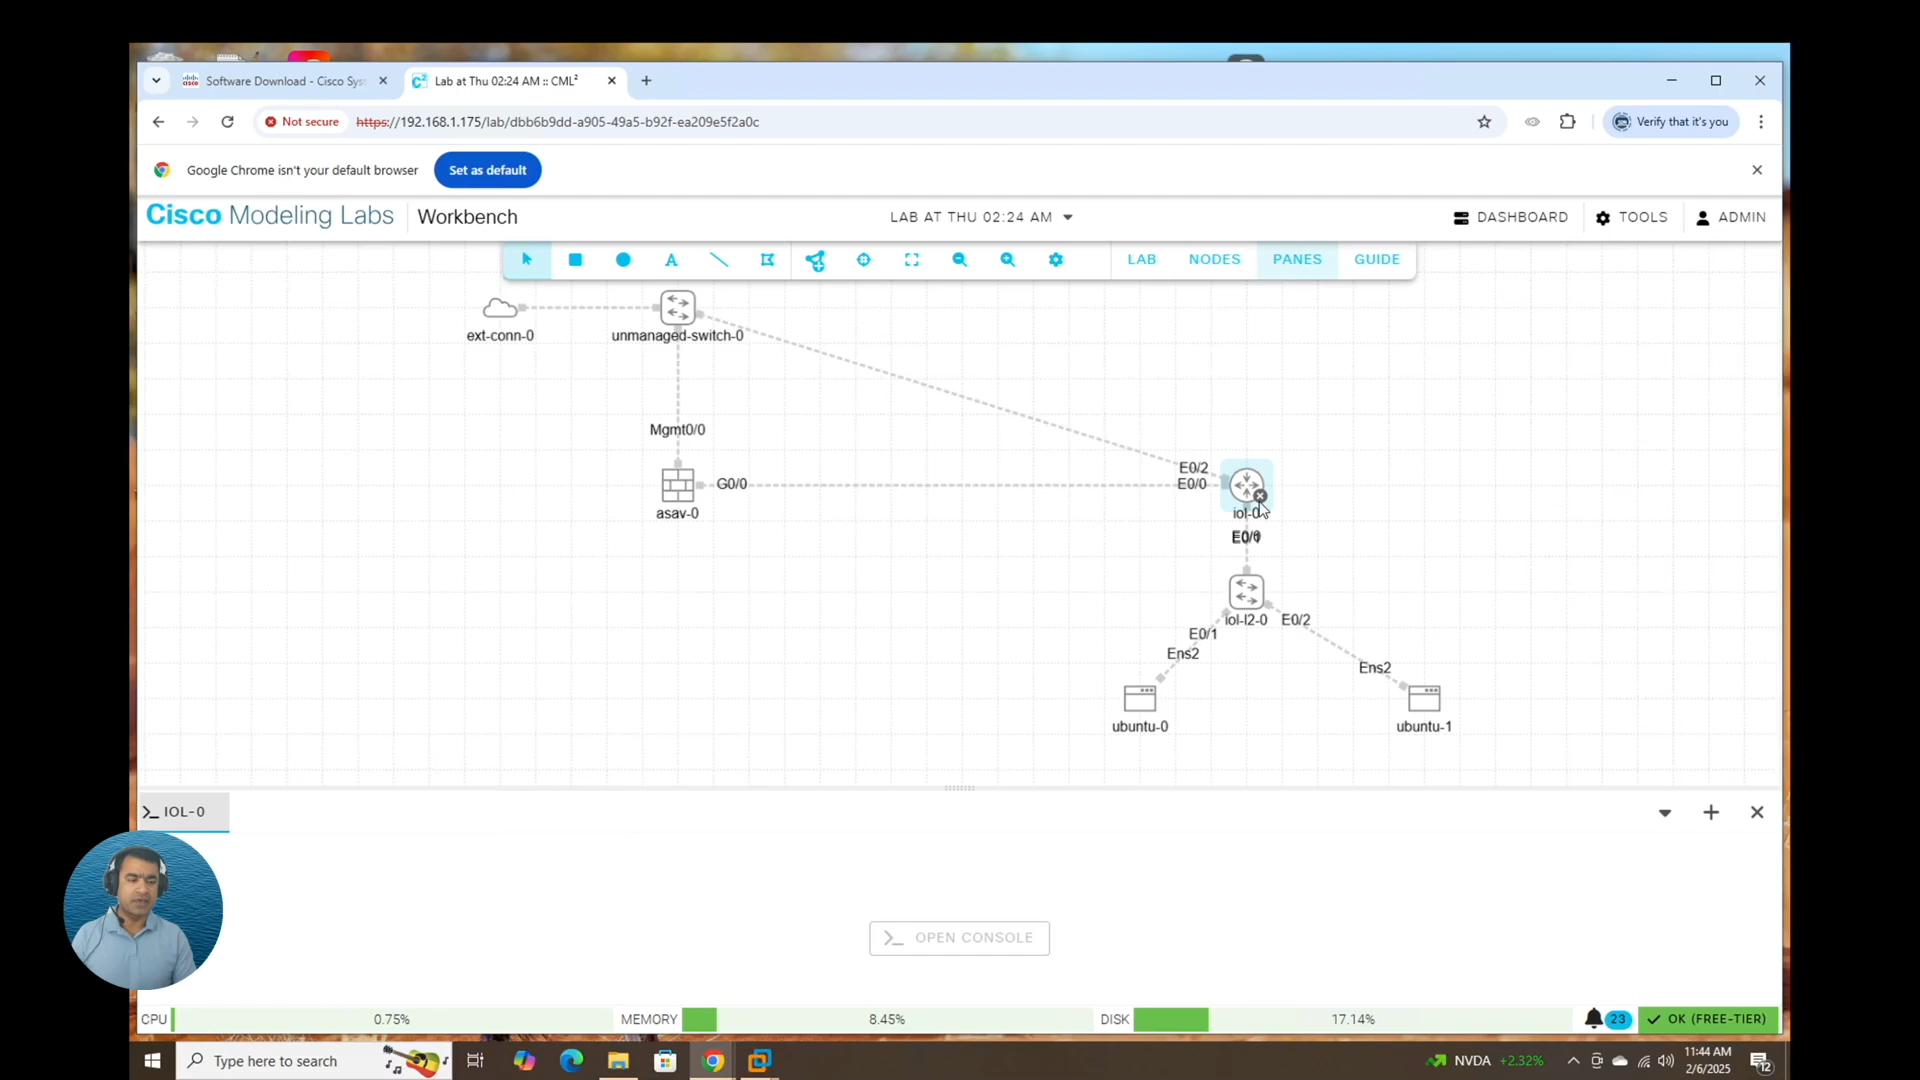 Software Download - Cisco Sys
Lab at Thu 02:24 AM :: CML²
Not secure
https://192.168.1.175/lab/dbb6b9dd-a905-49a5-b92f-ea209e5f2a0c
Verify that it's you
Google Chrome isn't your default browser
Set as default
Cisco Modeling Labs
Workbench
LAB AT THU 02:24 AM
DASHBOARD
TOOLS
ADMIN
A
LAB
NODES
PANES
GUIDE
ext-conn-0
unmanaged-switch-0
Mgmt0/0
E0/2
G0/0
E0/0
asav-0
iol-0
iol-l2-0
E0/2
E0/1
Ens2
Ens2
ubuntu-0
ubuntu-1
IOL-0
OPEN CONSOLE
CPU
0.75%
MEMORY
8.45%
DISK
17.14%
23
OK (FREE-TIER)
Type here to search
NVDA +2.32%
11:44 AM
2/6/2025
12